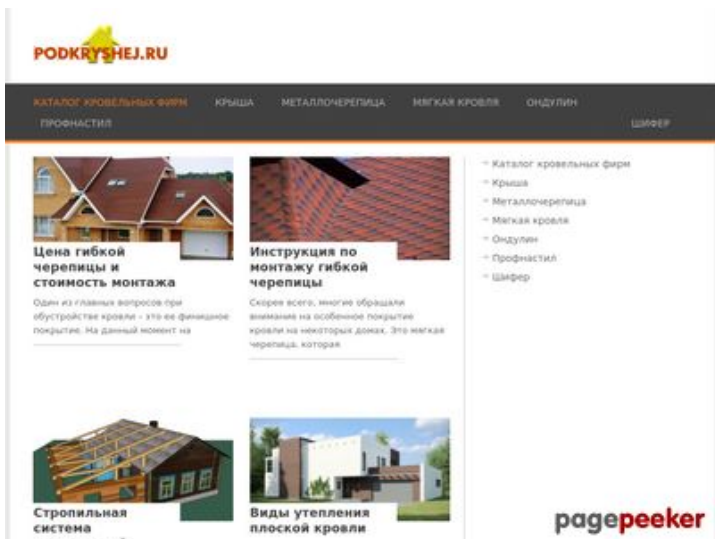 PODKRYSHEJ.RU
КАТАЛОГ КРОВЕЛЬНЫХ ФИРМ КРЫША МЕТАЛЛОЧЕРЕПИЦА МЯГКАЯ КРОВЛЯ ОНДУЛИН
ПРОФНАСТИЛ ШИФЕР
Цена гибкой
черепицы и
стоимость монтажа
Один из главных вопросов при
обустройстве кровли – это ее финишное
покрытие. На данный момент на
Инструкция по
монтажу гибкой
черепицы
Скорее всего, многие обращали
внимание на особенное покрытие
кровли на некоторых домах. Это мягкая
черепица, которая
Каталог кровельных фирм
Крыша
Металлочерепица
Мягкая кровля
Ондулин
Профнастил
Шифер
Стропильная
система
Виды утепления
плоской кровли
pagepeeker